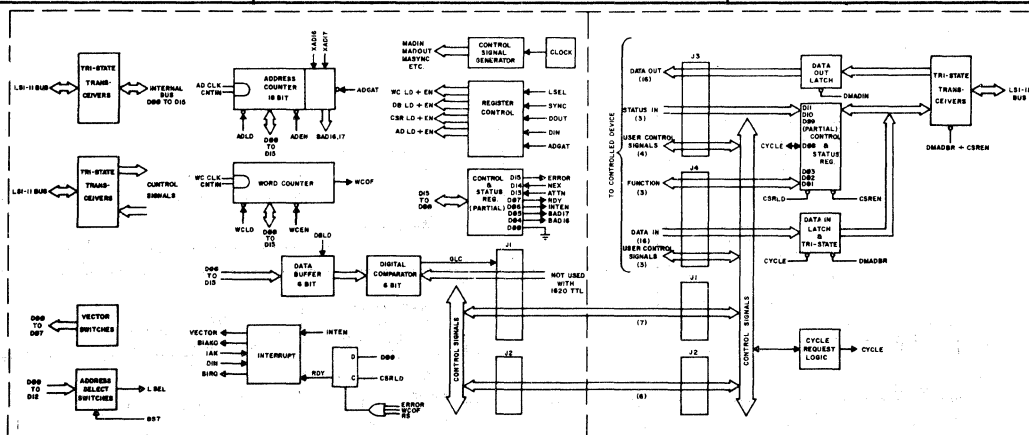 LSI-11 BUS
TRI-STATE
TRANS-
CEIVERS
INTERNAL
BUS
D00 TO D15
XAD16
XAD17
AD CLK
CNTIN
ADDRESS
COUNTER
18 BIT
ADGAT
ADLD
D00
TO
D15
ADEN
BAD16,17
MADIN
MADOUT
MASYNC
ETC.
CONTROL
SIGNAL
GENERATOR
CLOCK
WC LD + EN
DB LD + EN
CSR LD + EN
AD LD + EN
REGISTER
CONTROL
LSEL
SYNC
DOUT
DIN
ADGAT
LSI-11 BUS
TRI-STATE
TRANS-
CEIVERS
CONTROL
SIGNALS
WC CLK
CNTIN
WORD COUNTER
WCOF
WCLD
D00
TO
D15
WCEN
D15
TO
D00
CONTROL
&
STATUS
REG.
(PARTIAL)
D15
D14
D13
D07
D06
D05
D04
D00
ERROR
NEX
ATTN
RDY
INTEN
BAD17
BAD16
DBLD
D00
TO
D15
DATA
BUFFER
6 BIT
DIGITAL
COMPARATOR
6 BIT
GLC
J1
NOT USED
WITH
1620 TTL
D00
TO
D07
VECTOR
SWITCHES
D00
TO
D12
ADDRESS
SELECT
SWITCHES
LSEL
BS7
VECTOR
BIAKO
IAK
DIN
BIRQ
INTERRUPT
INTEN
RDY
D
C
D00
CSRLD
ERROR
WCOF
RS
CONTROL SIGNALS
J2
(7)
(6)
TO CONTROLLED DEVICE
J3
DATA OUT
(16)
STATUS IN
(3)
USER CONTROL
SIGNALS
(4)
J4
FUNCTION
(3)
DATA IN
(16)
USER CONTROL
SIGNALS
(3)
J1
J2
CONTROL SIGNALS
DATA
OUT
LATCH
DMADIN
D11
D10
D09
(PARTIAL)
CONTROL
&
STATUS
REG.
D08
D03
D02
D01
CYCLE
CSRLD
CSREN
DATA IN
LATCH
&
TRI-STATE
CYCLE
DMADBR
CYCLE
REQUEST
LOGIC
CYCLE
TRI-STATE
TRANS-
CEIVERS
LSI-11
BUS
DMADBR + CSREN